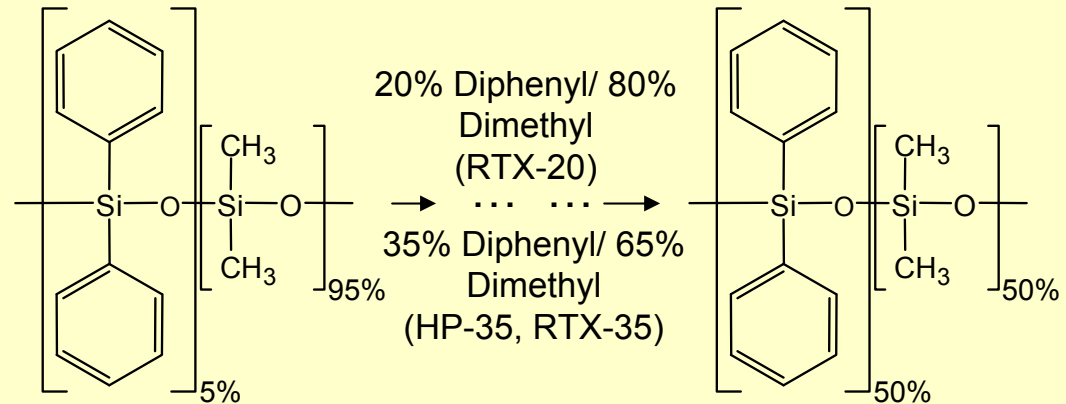 20% Diphenyl/ 80%
Dimethyl
(RTX-20)
CH3
CH3
Si
O
Si
O
... ...
Si
O
Si
O
CH3
CH3
35% Diphenyl/ 65%
Dimethyl
(HP-35, RTX-35)
95%
50%
5%
50%